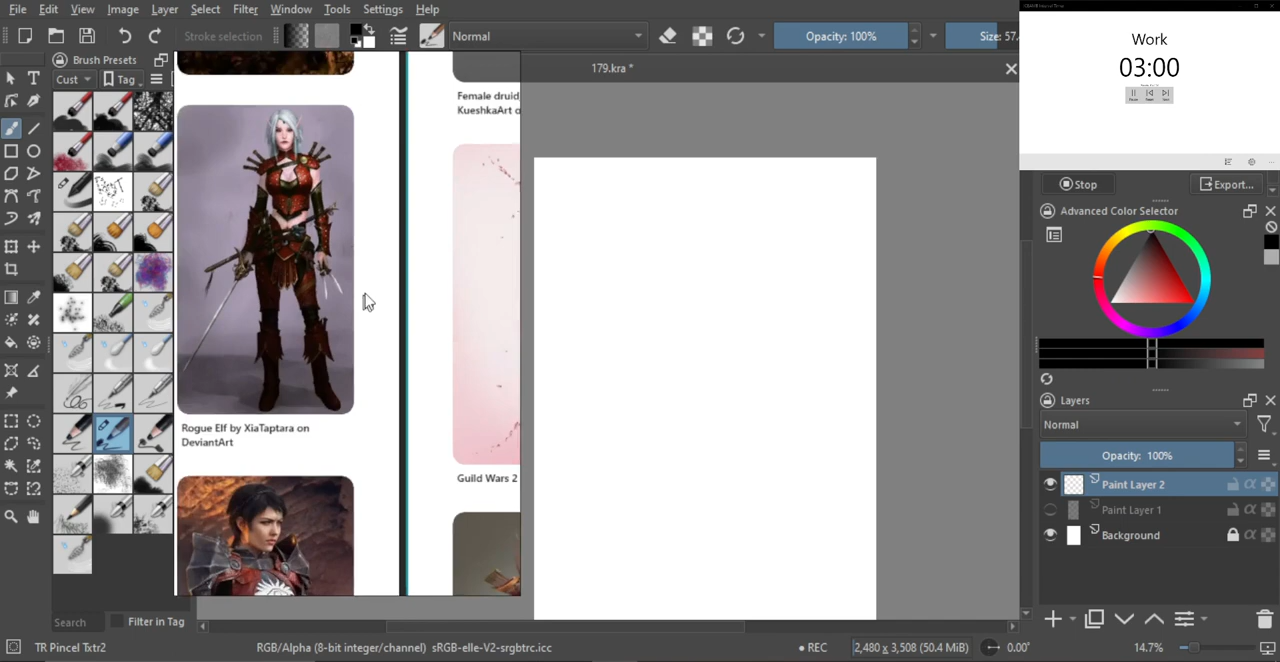 File Edit View Image Layer Select Filter Window Tools Settings Help
Stroke selection
Normal
Opacity: 100%
Size: 57.
Work
03:00
Brush Presets
Cust
Tag
179.kra *
Female druid
KueshkaArt o
Stop
Export...
Advanced Color Selector
Layers
Normal
Opacity: 100%
Rogue Elf by XiaTaptara on
DeviantArt
Guild Wars 2
Paint Layer 2
Paint Layer 1
Background
Search
Filter in Tag
TR Pincel Txtr2
RGB/Alpha (8-bit integer/channel) sRGB-elle-V2-srgbtrc.icc
REC
2,480 x 3,508 (50.4 MiB)
0.00°
14.7%